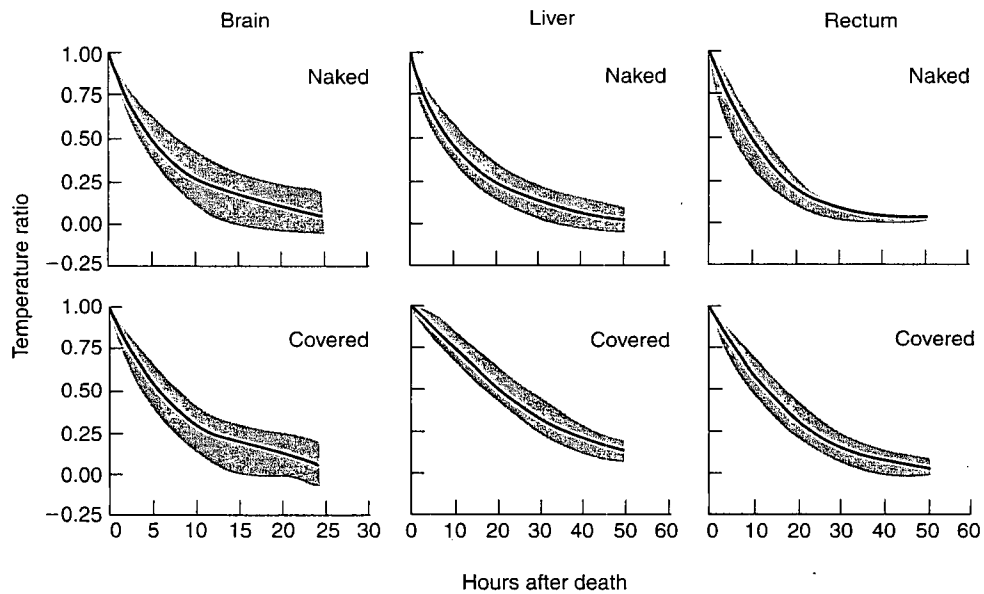 Brain Liver Rectum
1.00
0.75
0.50
0.25
0.00
−0.25
Naked Naked Naked
Temperature ratio
1.00
0.75
0.50
0.25
0.00
−0.25
Covered Covered Covered
0 5 10 15 20 25 30 0 10 20 30 40 50 60 0 10 20 30 40 50 60
Hours after death